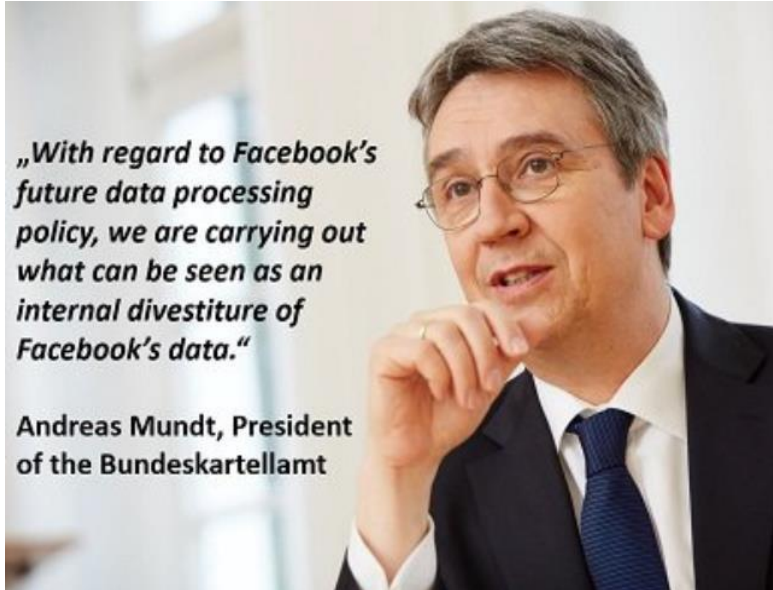 „With regard to Facebook’s
future data processing
policy, we are carrying out
what can be seen as an
internal divestiture of
Facebook’s data.“
Andreas Mundt, President
of the Bundeskartellamt